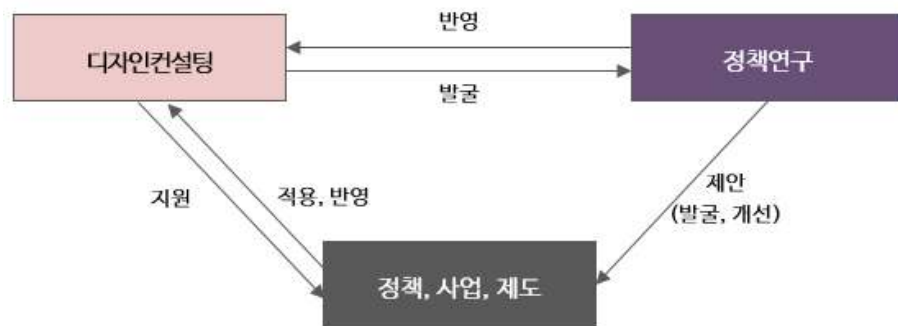 반영
디자인컨설팅
정책연구
발굴
지원
적용, 반영
제안
(발굴, 개선)
정책, 사업, 제도